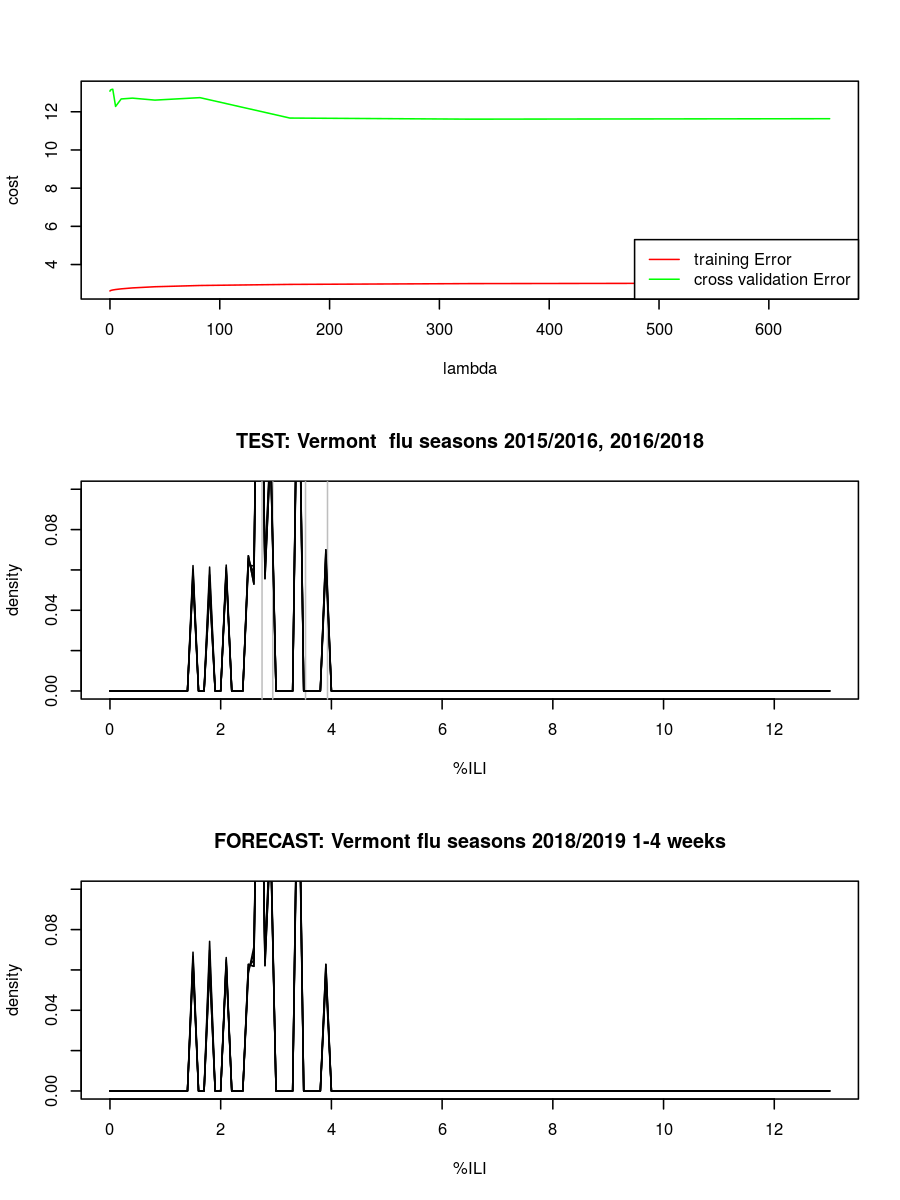 cost
4 6 8 10 12
training Error
cross validation Error
0 100 200 300 400 500 600
lambda
TEST: Vermont  flu seasons 2015/2016, 2016/2018
density
0.00 0.04 0.08
0 2 4 6 8 10 12
%ILI
FORECAST: Vermont flu seasons 2018/2019 1-4 weeks
density
0.00 0.04 0.08
0 2 4 6 8 10 12
%ILI